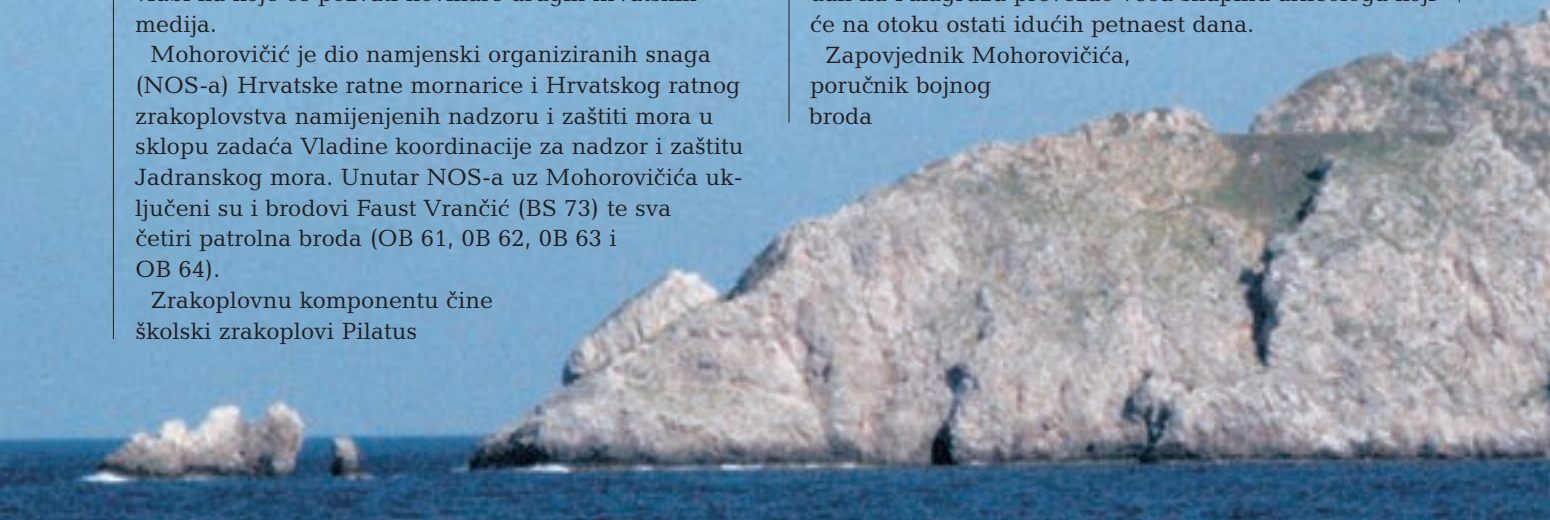 medija.
Mohorovičić je dio namjenski organiziranih snaga
(NOS-a) Hrvatske ratne mornarice i Hrvatskog ratnog
zrakoplovstva namijenjenih nadzoru i zaštiti mora u
sklopu zadaća Vladine koordinacije za nadzor i zaštitu
Jadranskog mora. Unutar NOS-a uz Mohorovičića uk-
ljučeni su i brodovi Faust Vrančić (BS 73) te sva
četiri patrolna broda (OB 61, 0B 62, 0B 63 i
OB 64).
Zrakoplovnu komponentu čine
školski zrakoplovi Pilatus
će na otoku ostati idućih petnaest dana.
Zapovjednik Mohorovičića,
poručnik bojnog
broda